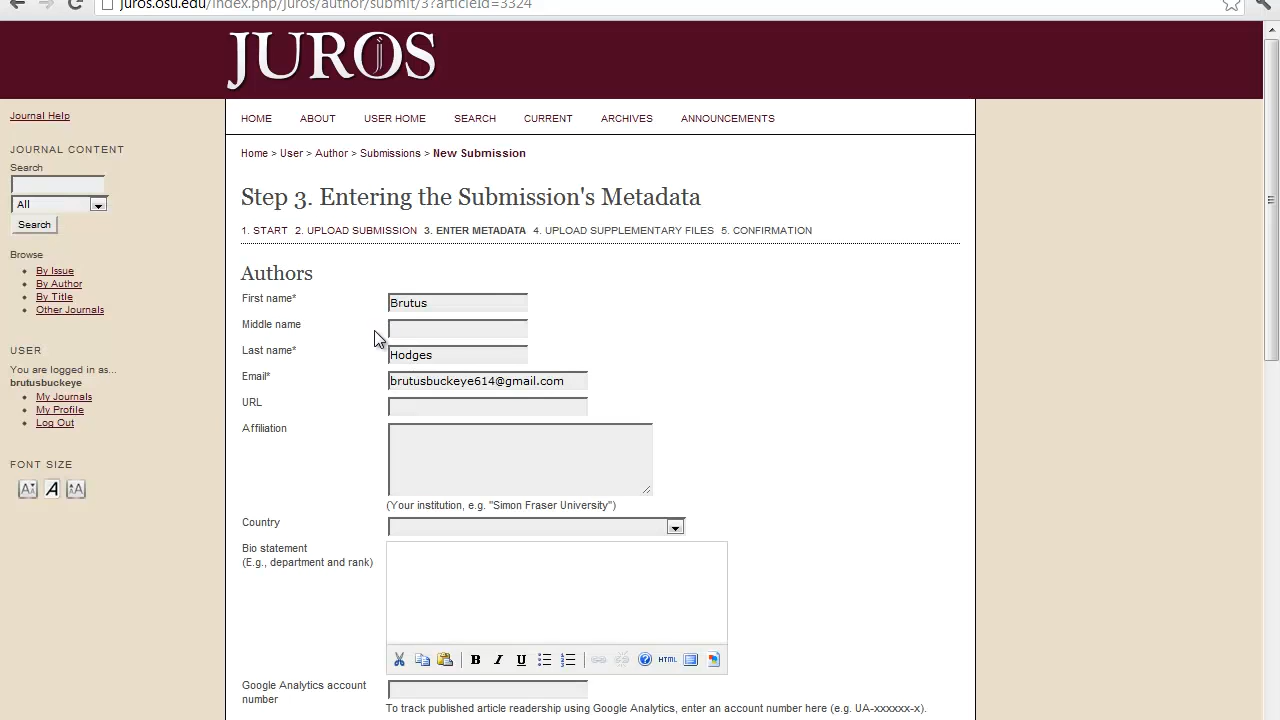 juros.osu.edu/index.php/juros/author/submit/3?articleId=3324
JUROS
Journal Help
JOURNAL CONTENT
Search
All
Search
Browse
By Issue
By Author
By Title
Other Journals
USER
You are logged in as...
brutusbuckeye
My Journals
My Profile
Log Out
FONT SIZE
A A A
HOME ABOUT USER HOME SEARCH CURRENT ARCHIVES ANNOUNCEMENTS
Home > User > Author > Submissions > New Submission
Step 3. Entering the Submission's Metadata
1. START 2. UPLOAD SUBMISSION 3. ENTER METADATA 4. UPLOAD SUPPLEMENTARY FILES 5. CONFIRMATION
Authors
First name* Brutus
Middle name
Last name* Hodges
Email* brutusbuckeye614@gmail.com
URL
Affiliation
(Your institution, e.g. "Simon Fraser University")
Country
Bio statement
(E.g., department and rank)
B I U HTML
Google Analytics account
number
To track published article readership using Google Analytics, enter an account number here (e.g. UA-xxxxxx-x).